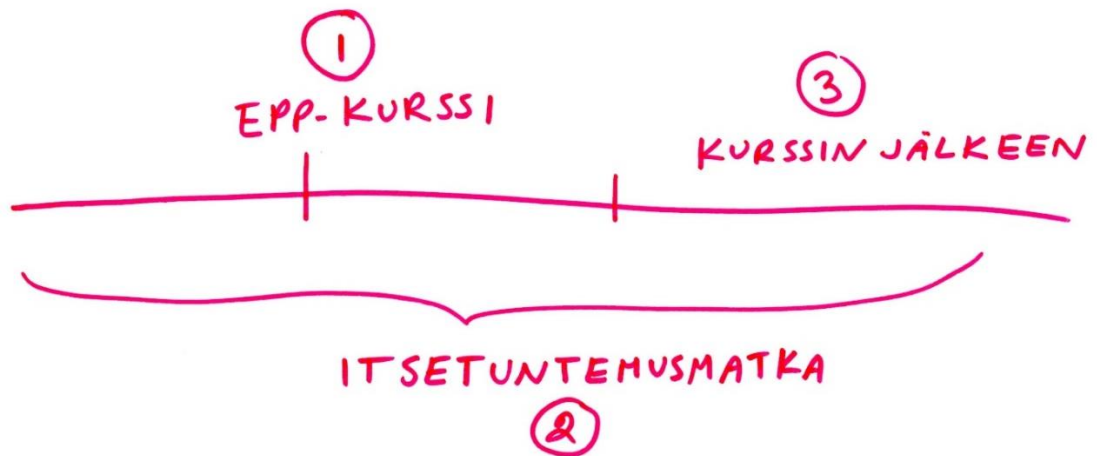 1
EPP-KURSSI
3
KURSSIN JÄLKEEN
ITSETUNTEMUSMATKA
2